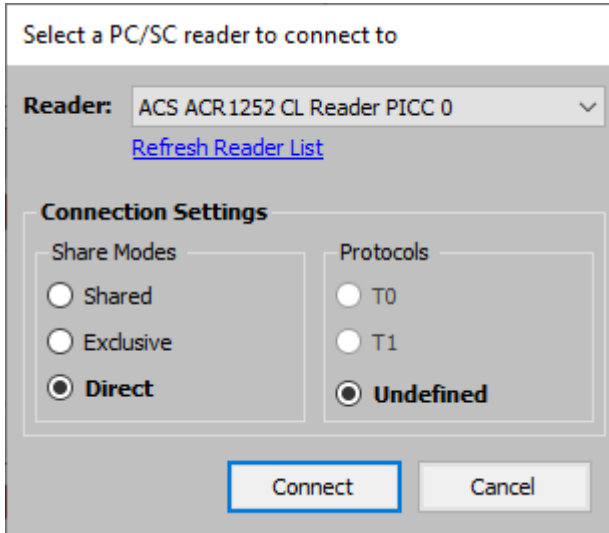 Select a PC/SC reader to connect to
Reader: ACS ACR1252 CL Reader PICC 0
Refresh Reader List
Connection Settings
Share Modes
Shared
Exclusive
Direct
Protocols
T0
T1
Undefined
Connect
Cancel